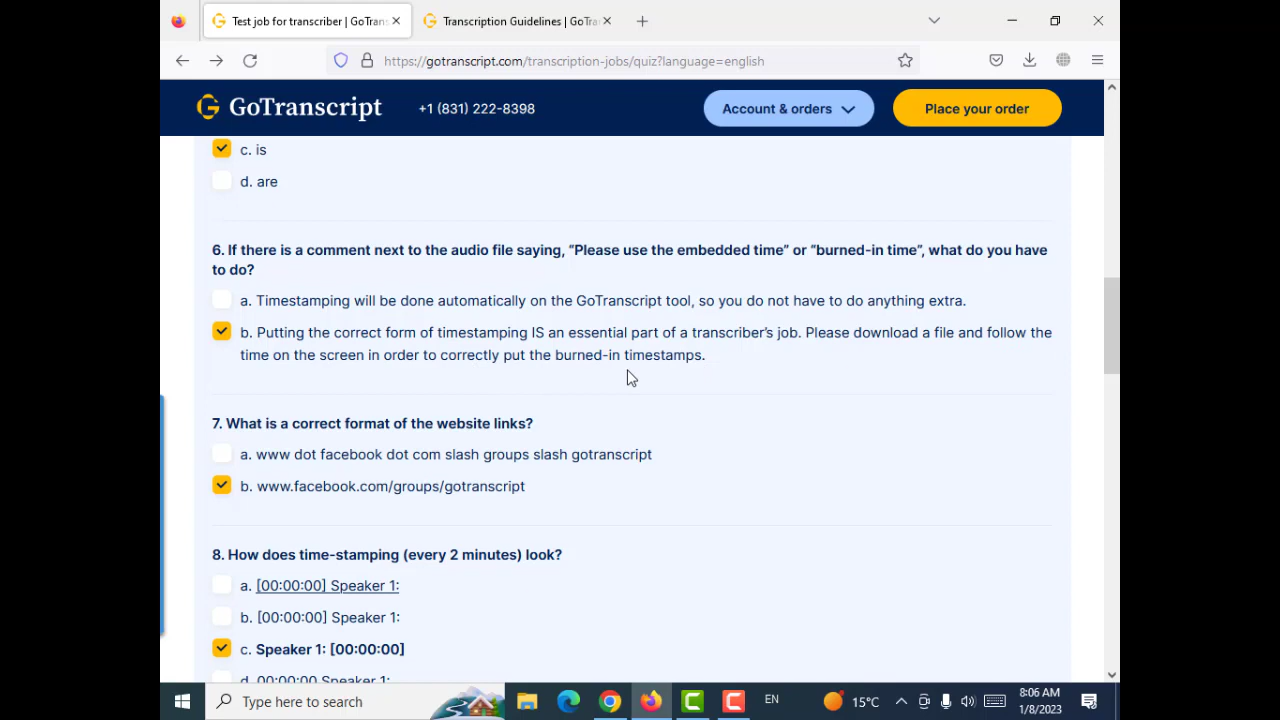 Test job for transcriber | GoTrans
Transcription Guidelines | GoTra
https://gotranscript.com/transcription-jobs/quiz?language=english
GoTranscript
+1 (831) 222-8398
Account & orders
Place your order
c. is
d. are
6. If there is a comment next to the audio file saying, “Please use the embedded time” or “burned-in time”, what do you have
to do?
a. Timestamping will be done automatically on the GoTranscript tool, so you do not have to do anything extra.
b. Putting the correct form of timestamping IS an essential part of a transcriber’s job. Please download a file and follow the
time on the screen in order to correctly put the burned-in timestamps.
7. What is a correct format of the website links?
a. www dot facebook dot com slash groups slash gotranscript
b. www.facebook.com/groups/gotranscript
8. How does time-stamping (every 2 minutes) look?
a. [00:00:00] Speaker 1:
b. [00:00:00] Speaker 1:
c. Speaker 1: [00:00:00]
d. 00:00:00 Speaker 1:
Type here to search
EN
15°C
8:06 AM
1/8/2023